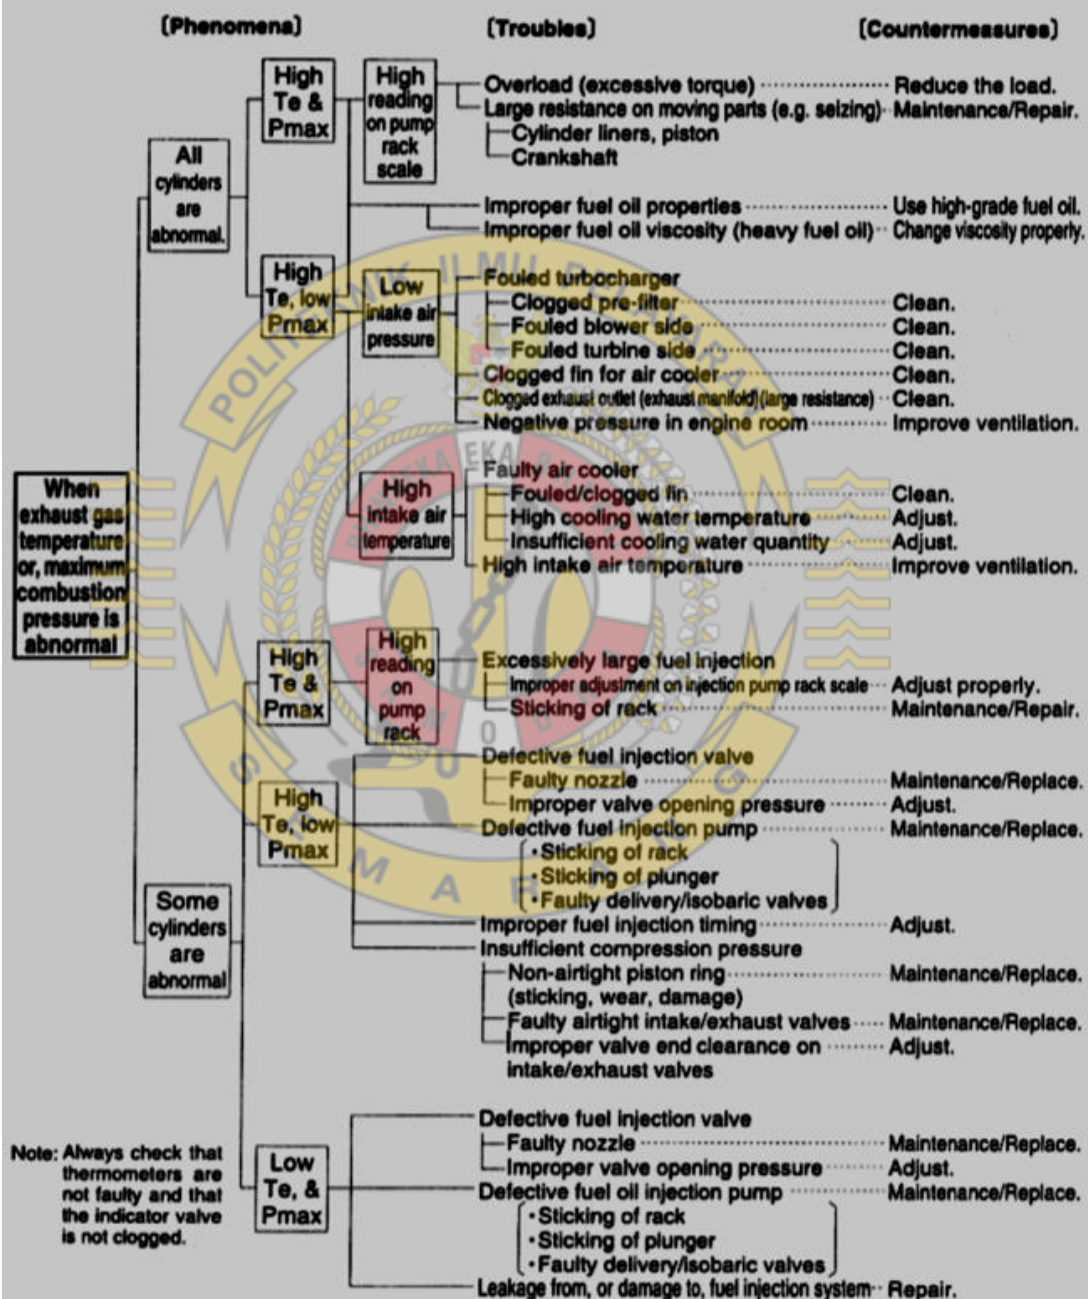 (Phenomena) (Troubles) (Countermeasures)
When
exhaust gas
temperature
or, maximum
combustion
pressure is
abnormal
All
cylinders
are
abnormal.
High
Te &
Pmax
High
reading
on pump
rack
scale
Overload (excessive torque) Reduce the load.
Large resistance on moving parts (e.g. seizing) Maintenance/Repair.
Cylinder liners, piston
Crankshaft
Improper fuel oil properties Use high-grade fuel oil.
Improper fuel oil viscosity (heavy fuel oil) Change viscosity properly.
High
Te, low
Pmax
Low
intake air
pressure
Fouled turbocharger
Clogged pre-filter Clean.
Fouled blower side Clean.
Fouled turbine side Clean.
Clogged fin for air cooler Clean.
Clogged exhaust outlet (exhaust manifold) (large resistance) Clean.
Negative pressure in engine room Improve ventilation.
High
intake air
temperature
Faulty air cooler
Fouled/clogged fin Clean.
High cooling water temperature Adjust.
Insufficient cooling water quantity Adjust.
High intake air temperature Improve ventilation.
Some
cylinders
are
abnormal
High
Te &
Pmax
High
reading
on
pump
rack
Excessively large fuel injection
Improper adjustment on injection pump rack scale Adjust properly.
Sticking of rack Maintenance/Repair.
High
Te, low
Pmax
Defective fuel injection valve
Faulty nozzle Maintenance/Replace.
Improper valve opening pressure Adjust.
Defective fuel injection pump Maintenance/Replace.
・Sticking of rack
・Sticking of plunger
・Faulty delivery/isobaric valves
Improper fuel injection timing Adjust.
Insufficient compression pressure
Non-airtight piston ring Maintenance/Replace.
(sticking, wear, damage)
Faulty airtight intake/exhaust valves Maintenance/Replace.
Improper valve end clearance on Adjust.
intake/exhaust valves
Low
Te, &
Pmax
Defective fuel injection valve
Faulty nozzle Maintenance/Replace.
Improper valve opening pressure Adjust.
Defective fuel oil injection pump Maintenance/Replace.
・Sticking of rack
・Sticking of plunger
・Faulty delivery/isobaric valves
Leakage from, or damage to, fuel injection system Repair.
Note: Always check that
thermometers are
not faulty and that
the indicator valve
is not clogged.
POLITEKNIK ILMU PELAYARAN
SEMARANG